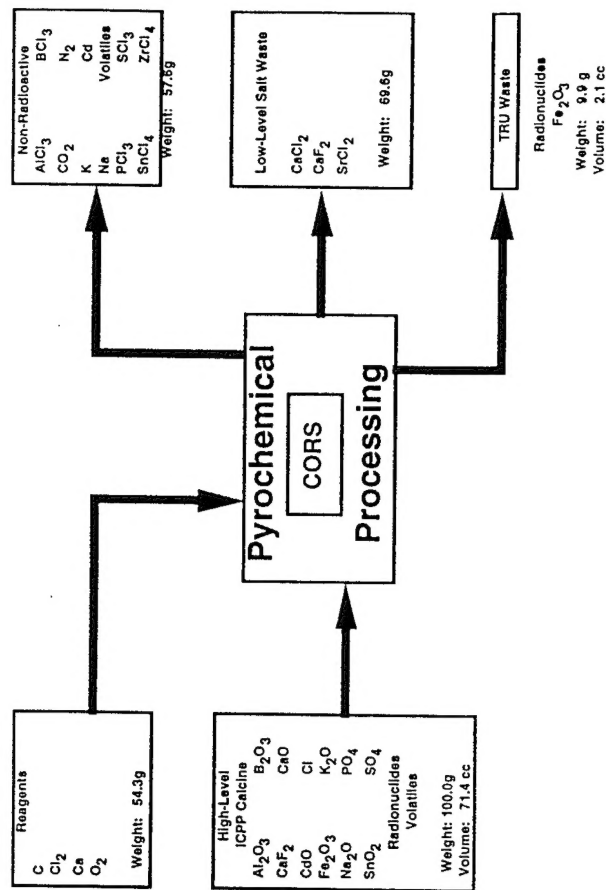 Reagents
C
Cl₂
Ca
O₂
Weight: 54.3g
High-Level
ICPP Calcine
Al₂O₃ B₂O₃
CaF₂ CaO
CdO Cl
Fe₂O₃ K₂O
Na₂O PO₄
SnO₂ SO₄
Radionuclides
Volatiles
Weight: 100.0g
Volume: 71.4 cc
Pyrochemical
CORS
Processing
Non-Radioactive
AlCl₃ BCl₃
CO₂ N₂
K Cd
Na Volatiles
PCl₃ SCl₃
SnCl₄ ZrCl₄
Weight: 57.6g
Low-Level Salt Waste
CaCl₂
CaF₂
SrCl₂
Weight: 69.6g
TRU Waste
Radionuclides
Fe₂O₃
Weight: 9.9 g
Volume: 2.1 cc